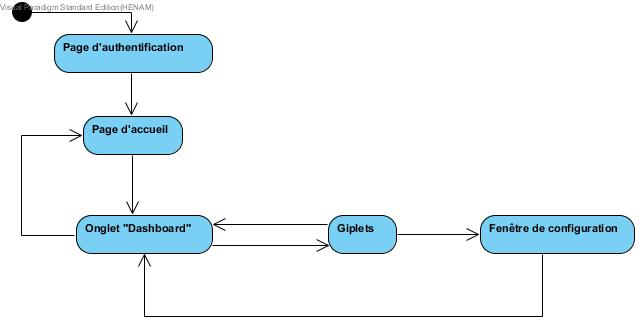 Visual Paradigm Standard Edition(HENAM)
Page d'authentification
Page d'accueil
Onglet "Dashboard"
Giplets
Fenêtre de configuration